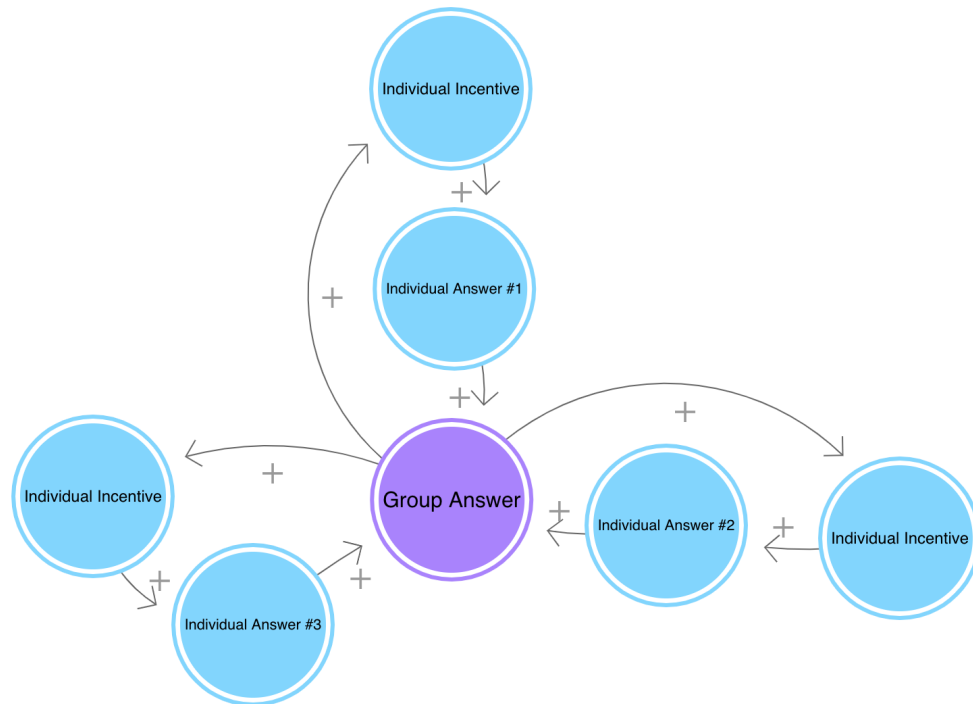 Individual Incentive
+
Individual Answer #1
+
+
+
Group Answer
+
Individual Incentive
+
Individual Answer #2
+
+
Individual Incentive
+
Individual Answer #3